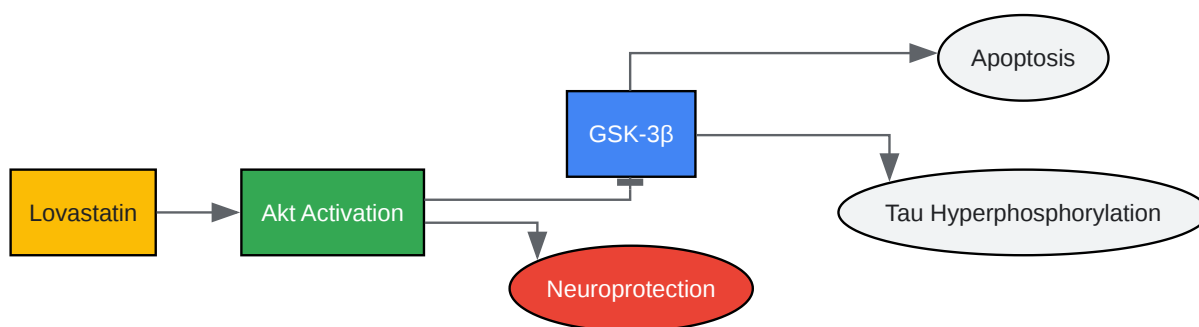 Apoptosis
GSK-3β
Lovastatin
Akt Activation
Tau Hyperphosphorylation
Neuroprotection